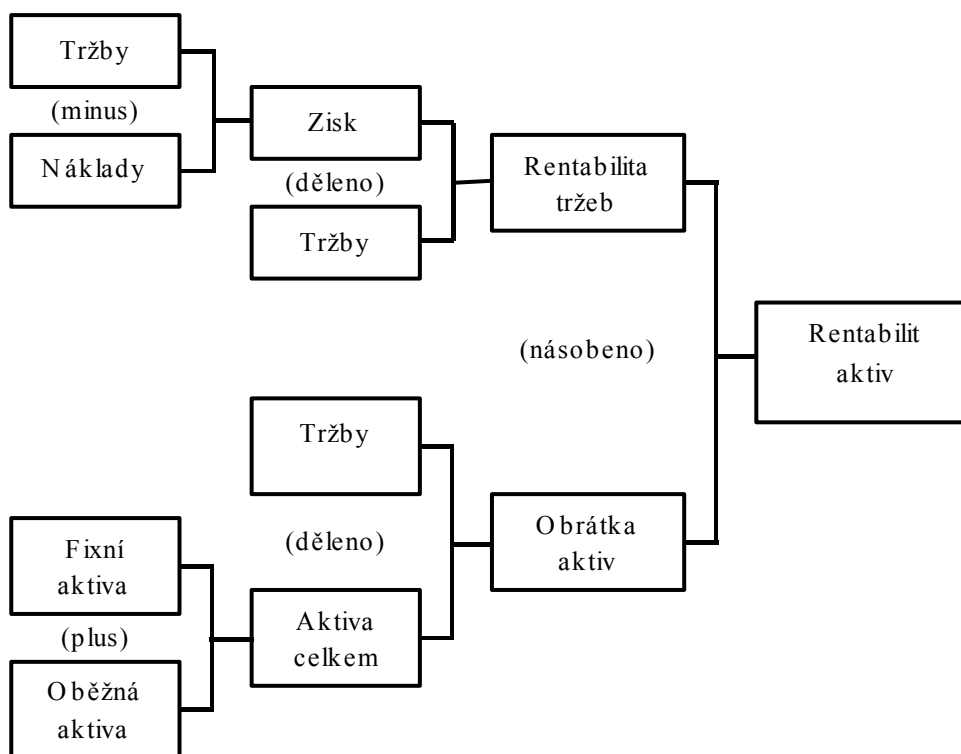 Tržby
(minus)
Náklady
Zisk
(děleno)
Tržby
Rentabilita
tržeb
(násobeno)
Rentabilit
aktiv
Tržby
(děleno)
Aktiva
celkem
Obrátka
aktiv
Fixní
aktiva
(plus)
Oběžná
aktiva